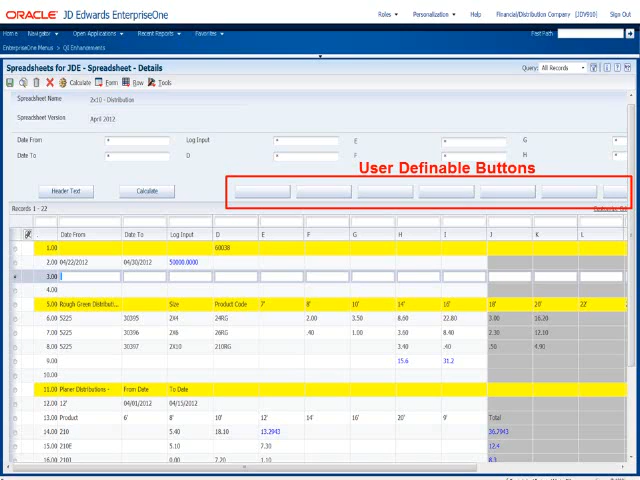 ORACLE JD Edwards EnterpriseOne Roles Personalization Help Financial/Distribution Company [JDV910] Sign Out
Home Navigator Open Applications Recent Reports Favorites Fast Path:
EnterpriseOne Menus > QI Enhancements
Spreadsheets for JDE - Spreadsheet - Details Query: All Records
Calculate Form Row Tools
Spreadsheet Name 2x10 - Distribution
Spreadsheet Version April 2012
Date From * Log Input * E * G *
Date To * D * F * H *
User Definable Buttons
Header Text Calculate
Records 1 - 22
Date From Date To Log Input D E F G H I J K L
1.00 60038
2.00 04/22/2012 04/30/2012 50000.0000
3.00
4.00
5.00 Rough Green Distributi... Size Product Code 7' 8' 10' 14' 16' 18' 20' 22'
6.00 5225 30395 2X4 24RG 2.00 3.50 8.60 22.80 3.00 16.20
7.00 5225 30396 2X6 26RG .40 1.00 3.60 8.40 2.30 12.10
8.00 5225 30397 2X10 210RG 3.40 .40 .50 4.90
9.00 15.6 31.2
10.00
11.00 Planer Distributions - From Date To Date
12.00 12' 04/01/2012 04/15/2012
13.00 Product 6' 8' 10' 12' 14' 16' 20' 9' Total
14.00 210 5.40 18.10 13.2943 36.7943
15.00 210E 5.10 7.30 12.4
16.00 210J 0.00 7.20 1.10 8.3